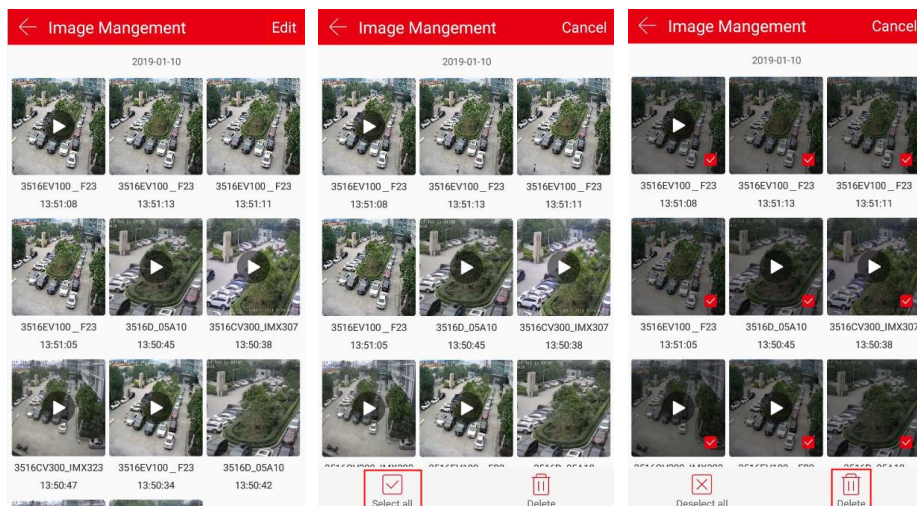 Image Mangement Edit
2019-01-10
3516EV100 _ F23 3516EV100 _ F23 3516EV100 _ F23
13:51:08 13:51:13 13:51:11
3516EV100 _ F23 3516D_05A10 3516CV300_IMX307
13:51:05 13:50:45 13:50:38
3516CV300_IMX323 3516EV100 _ F23 3516D_05A10
13:50:47 13:50:34 13:50:42
Image Mangement Cancel
2019-01-10
3516EV100 _ F23 3516EV100 _ F23 3516EV100 _ F23
13:51:08 13:51:13 13:51:11
3516EV100 _ F23 3516D_05A10 3516CV300_IMX307
13:51:05 13:50:45 13:50:38
Select all Delete
Image Mangement Cancel
2019-01-10
3516EV100 _ F23 3516EV100 _ F23 3516EV100 _ F23
13:51:08 13:51:13 13:51:11
3516EV100 _ F23 3516D_05A10 3516CV300_IMX307
13:51:05 13:50:45 13:50:38
Deselect all Delete